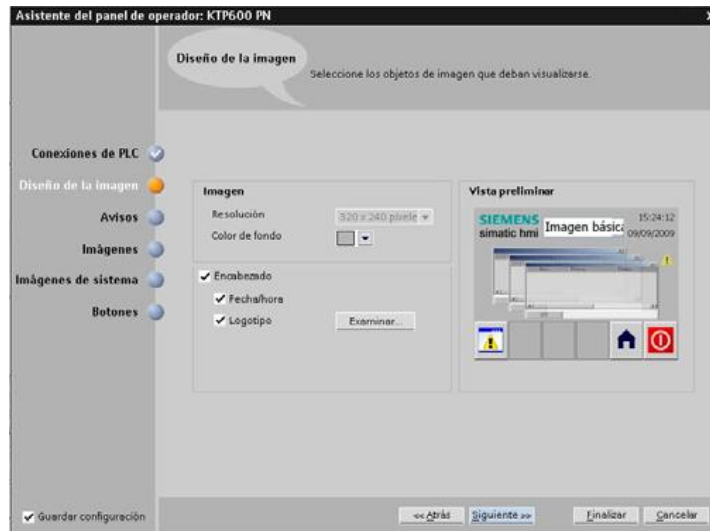 Asistente del panel de operador: KTP600 PN
Diseño de la imagen
Seleccione los objetos de imagen que deban visualizarse.
Conexiones de PLC
Diseño de la imagen
Avisos
Imágenes
Imágenes de sistema
Botones
Imagen
Resolución
320 x 240 píxele
Color de fondo
Encabezado
Fecha/hora
Logotipo
Examinar...
Vista preliminar
SIEMENS
simatic hmi
Imagen básica
15:24:12
09/09/2009
Guardar configuración
<< Atrás
Siguiente >>
Finalizar
Cancelar